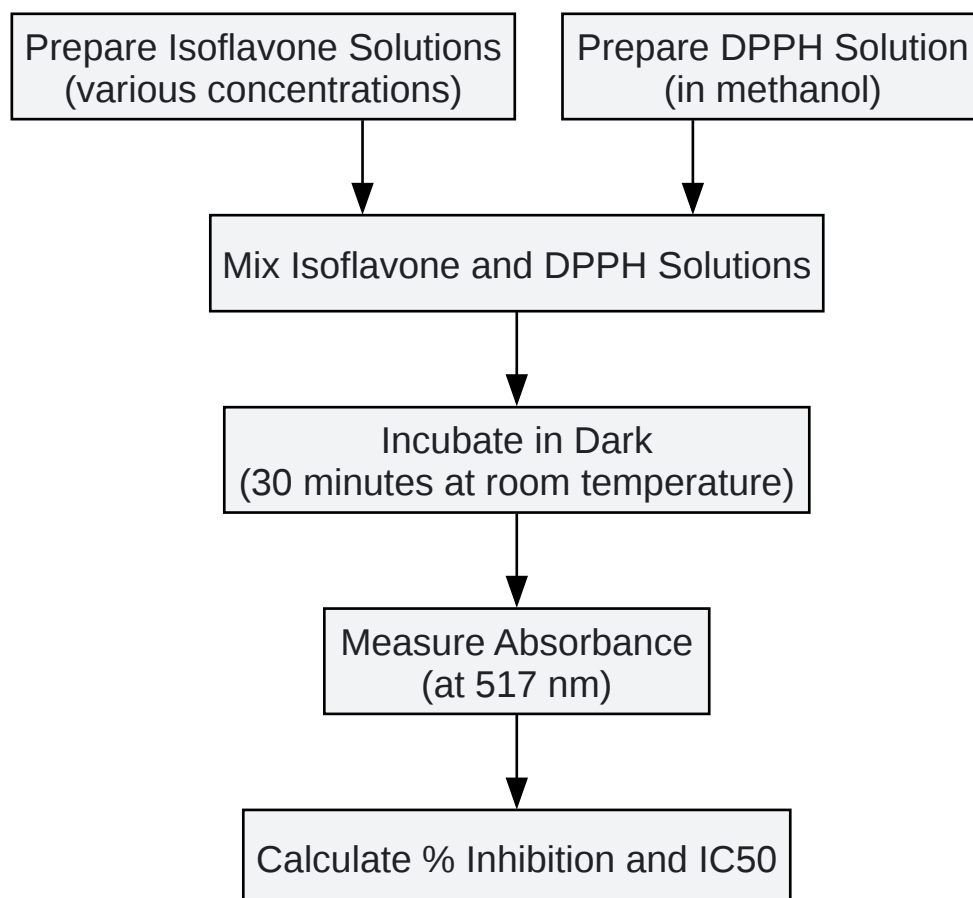 Prepare Isoflavone Solutions
(various concentrations)
Prepare DPPH Solution
(in methanol)
Mix Isoflavone and DPPH Solutions
Incubate in Dark
(30 minutes at room temperature)
Measure Absorbance
(at 517 nm)
Calculate % Inhibition and IC50